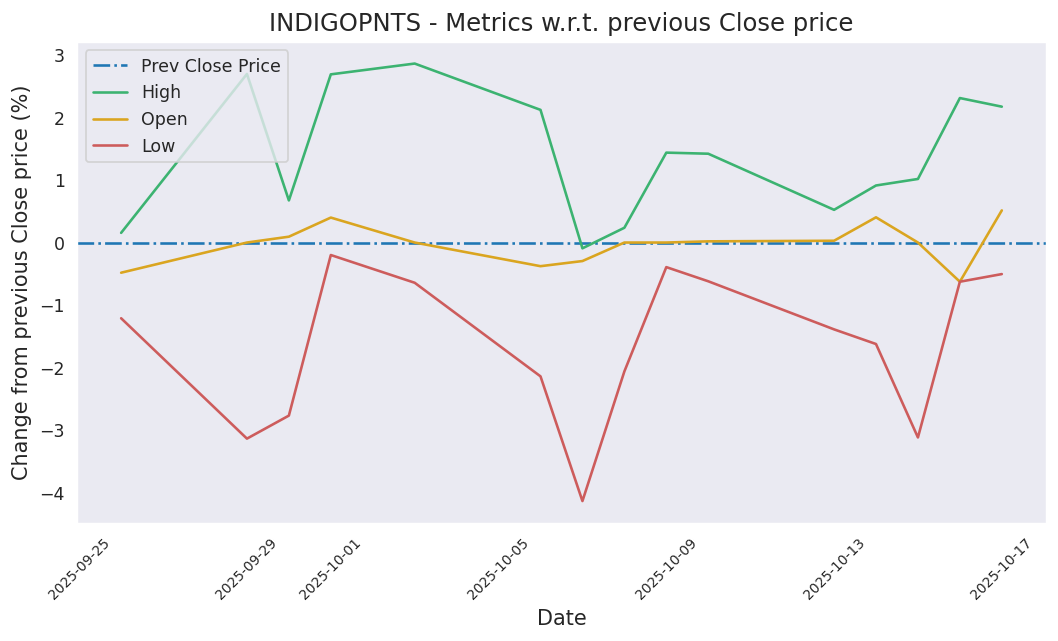 INDIGOPNTS - Metrics w.r.t. previous Close price
Prev Close Price
High
Open
Low
Change from previous Close price (%)
3
2
1
0
−1
−2
−3
−4
2025-09-25
2025-09-29
2025-10-01
2025-10-05
2025-10-09
2025-10-13
2025-10-17
Date